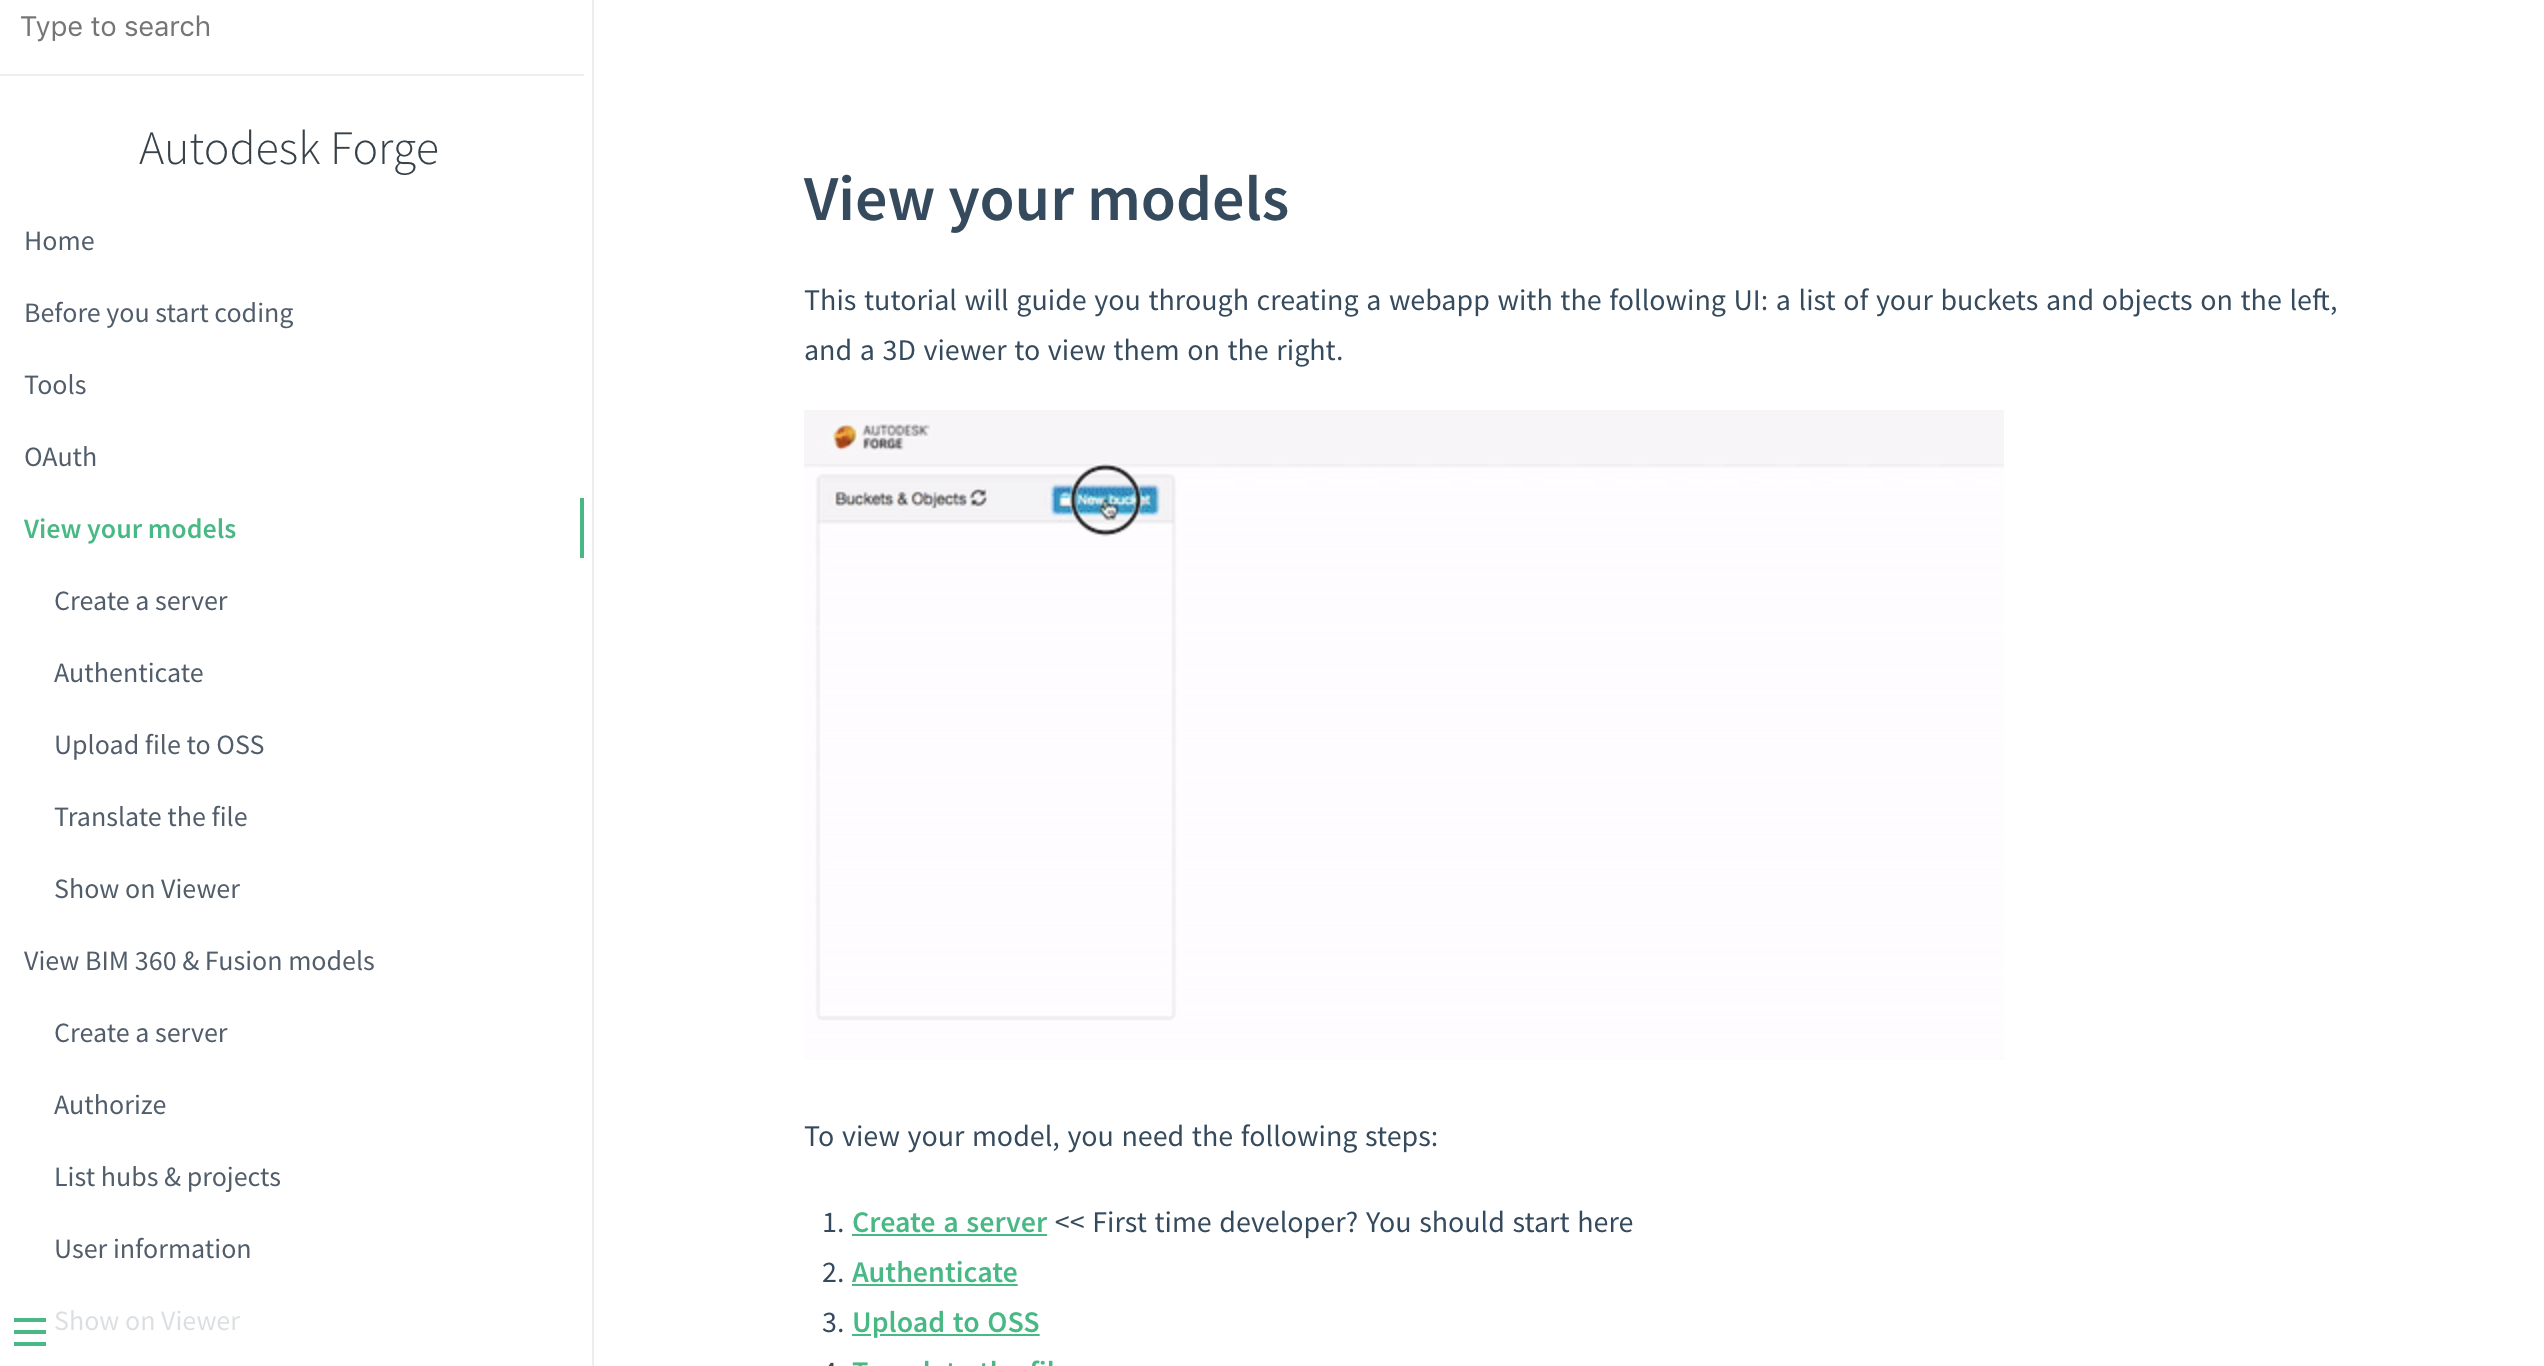 Type to search
Autodesk Forge
Home
Before you start coding
Tools
OAuth
View your models
Create a server
Authenticate
Upload file to OSS
Translate the file
Show on Viewer
View BIM 360 & Fusion models
Create a server
Authorize
List hubs & projects
User information
Show on Viewer
View your models
This tutorial will guide you through creating a webapp with the following UI: a list of your buckets and objects on the left,
and a 3D viewer to view them on the right.
AUTODESK
FORGE
Buckets & Objects
New bucket
To view your model, you need the following steps:
1. Create a server << First time developer? You should start here
2. Authenticate
3. Upload to OSS
4. Translate the file